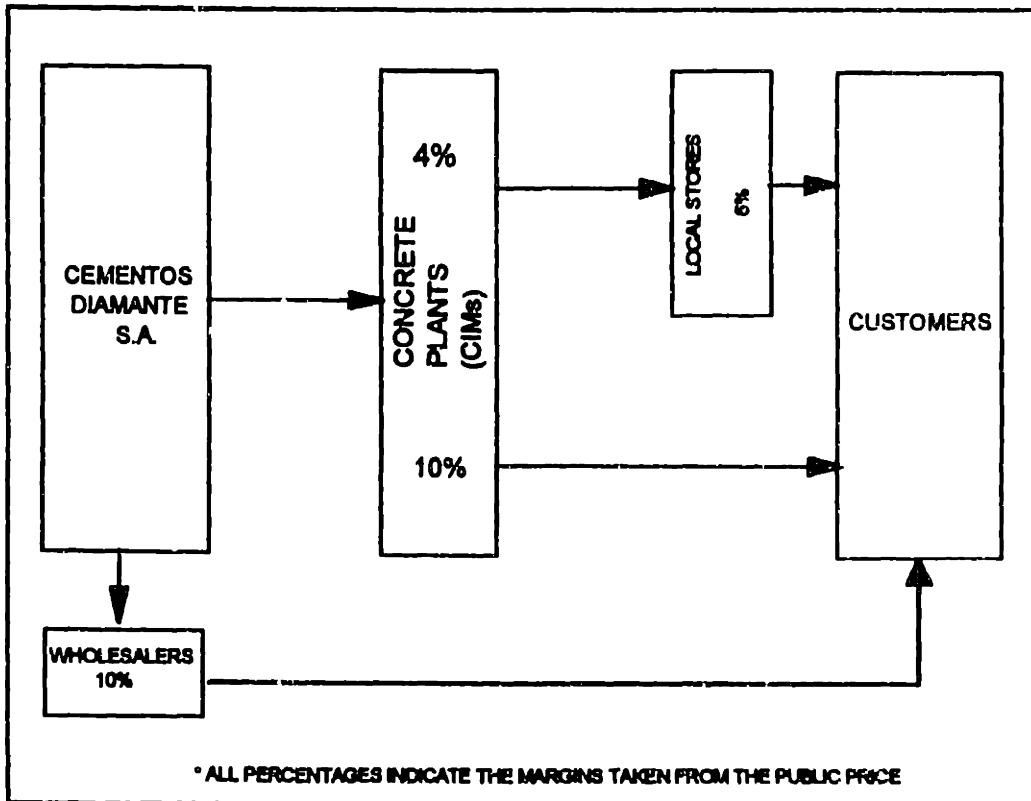 CEMENTOS
DIAMANTE
S.A.
4%
CONCRETE
PLANTS
(CIMs)
10%
LOCAL STORES
6%
CUSTOMERS
WHOLESALERS
10%
* ALL PERCENTAGES INDICATE THE MARGINS TAKEN FROM THE PUBLIC PRICE